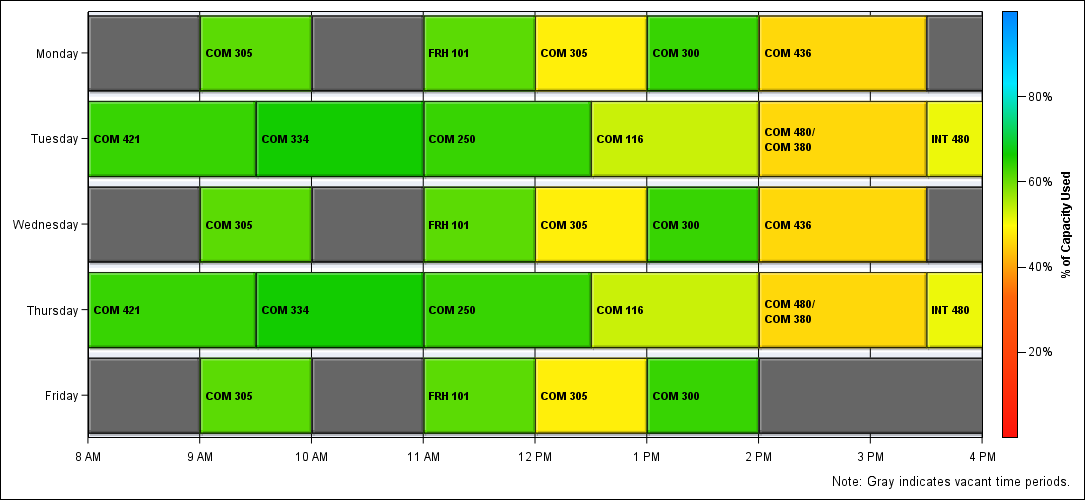 Monday
COM 305
FRH 101
COM 305
COM 300
COM 436
Tuesday
COM 421
COM 334
COM 250
COM 116
COM 480/
COM 380
INT 480
Wednesday
COM 305
FRH 101
COM 305
COM 300
COM 436
Thursday
COM 421
COM 334
COM 250
COM 116
COM 480/
COM 380
INT 480
Friday
COM 305
FRH 101
COM 305
COM 300
8 AM
9 AM
10 AM
11 AM
12 PM
1 PM
2 PM
3 PM
4 PM
80%
60%
40%
20%
% of Capacity Used
Note: Gray indicates vacant time periods.